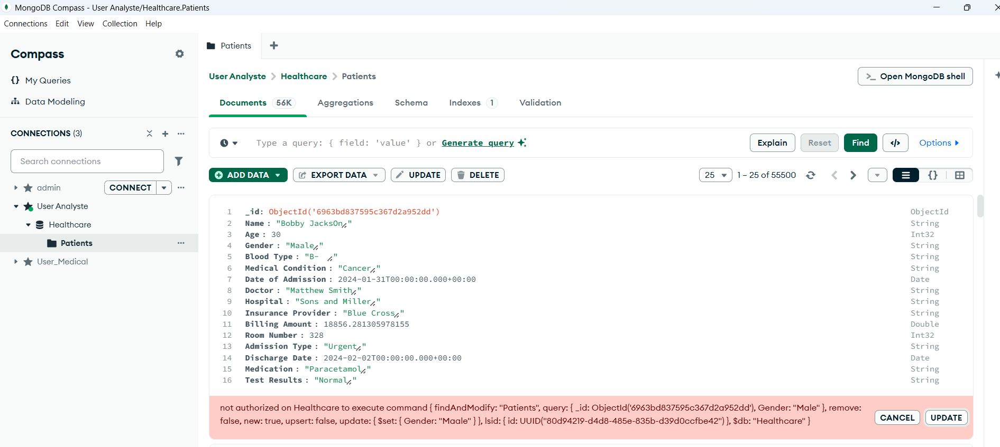 MongoDB Compass - User Analyste/Healthcare.Patients
Connections Edit View Collection Help
Compass
My Queries
Data Modeling
CONNECTIONS (3)
Search connections
admin CONNECT
User Analyste
Healthcare
Patients
User_Medical
Patients
User Analyste > Healthcare > Patients
>_ Open MongoDB shell
Documents 56K Aggregations Schema Indexes 1 Validation
Type a query: { field: 'value' } or Generate query
Explain Reset Find </> Options
ADD DATA EXPORT DATA UPDATE DELETE
25 1 – 25 of 55500 {}
1 _id: ObjectId('6963bd837595c367d2a952dd') ObjectId
2 Name : "Bobby JacksOn" String
3 Age : 30 Int32
4 Gender : "Maale" String
5 Blood Type : "B-" String
6 Medical Condition : "Cancer" String
7 Date of Admission : 2024-01-31T00:00:00.000+00:00 Date
8 Doctor : "Matthew Smith" String
9 Hospital : "Sons and Miller" String
10 Insurance Provider : "Blue Cross" String
11 Billing Amount : 18856.281305978155 Double
12 Room Number : 328 Int32
13 Admission Type : "Urgent" String
14 Discharge Date : 2024-02-02T00:00:00.000+00:00 Date
15 Medication : "Paracetamol" String
16 Test Results : "Normal" String
not authorized on Healthcare to execute command { findAndModify: "Patients", query: { _id: ObjectId('6963bd837595c367d2a952dd'), Gender: "Male" }, remove:
false, new: true, upsert: false, update: { $set: { Gender: "Maale" } }, lsid: { id: UUID("80d94219-d4d8-485e-835b-d39d0ccfbe42") }, $db: "Healthcare" }
CANCEL UPDATE